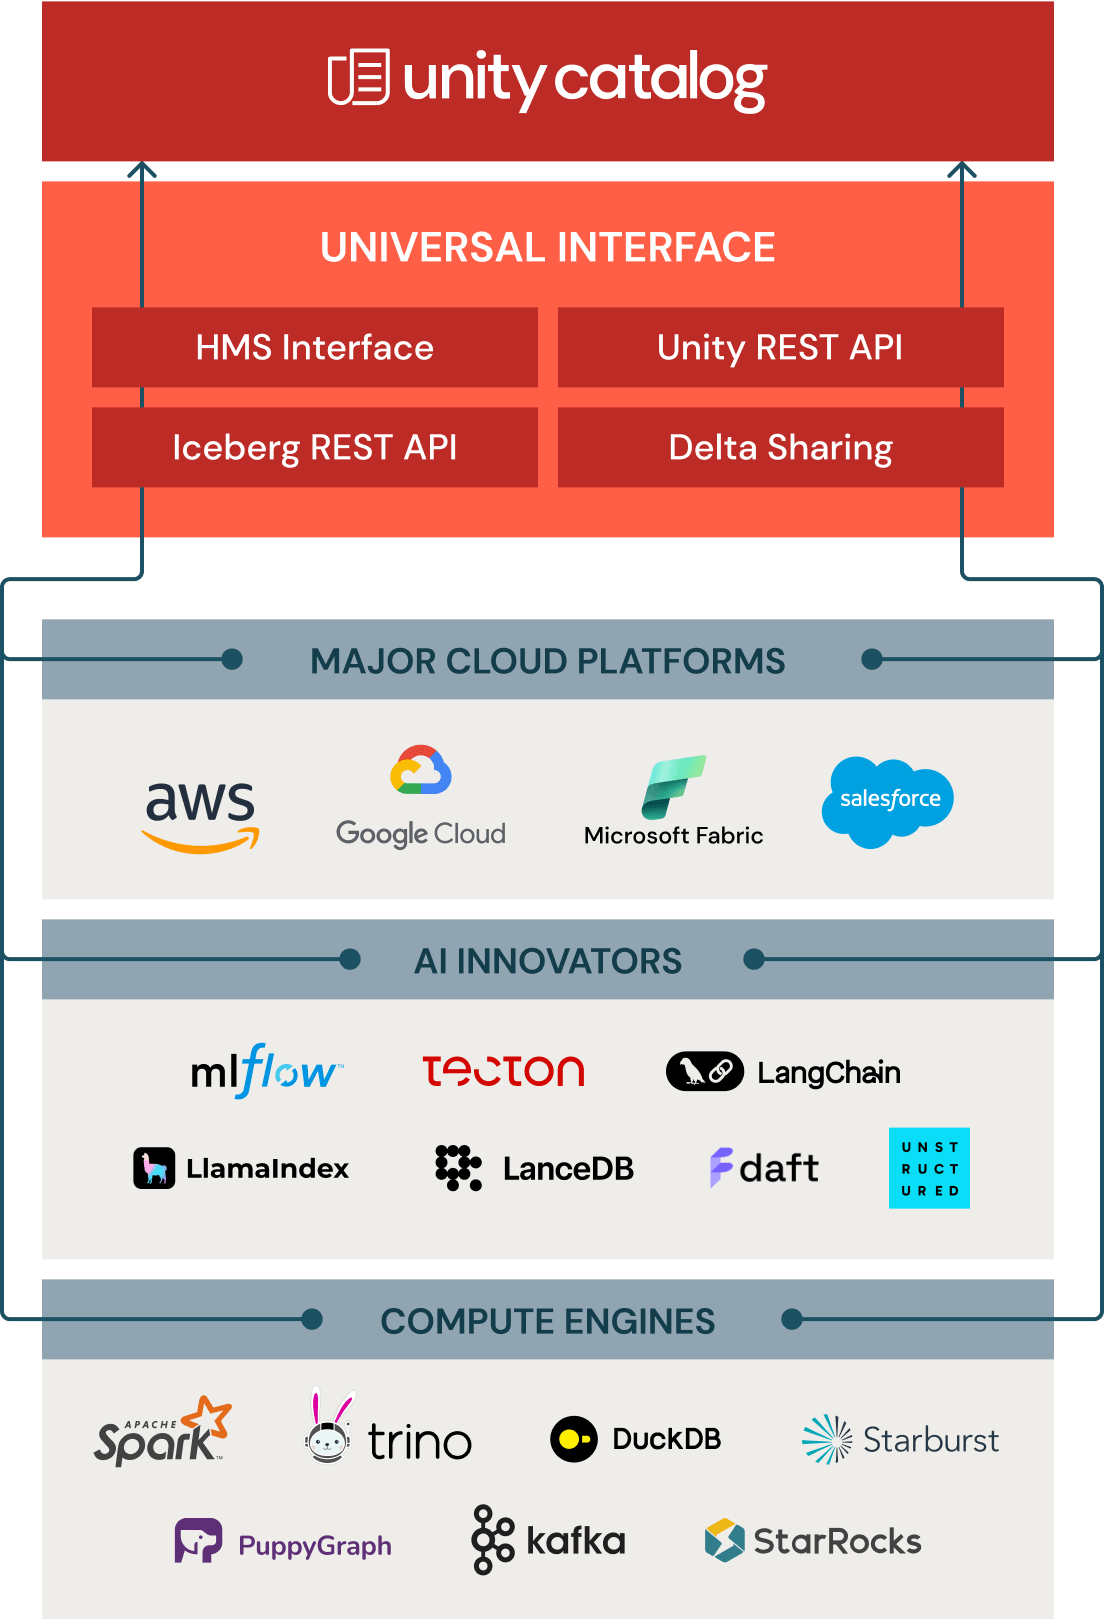 unity catalog
UNIVERSAL INTERFACE
HMS Interface
Unity REST API
Iceberg REST API
Delta Sharing
MAJOR CLOUD PLATFORMS
aws
Google Cloud
Microsoft Fabric
salesforce
AI INNOVATORS
mlflow™
TECTON
LangChain
LlamaIndex
LanceDB
daft
UNST
RUCT
URED
COMPUTE ENGINES
APACHE
Spark™
trino
DuckDB
Starburst
PuppyGraph
kafka
StarRocks